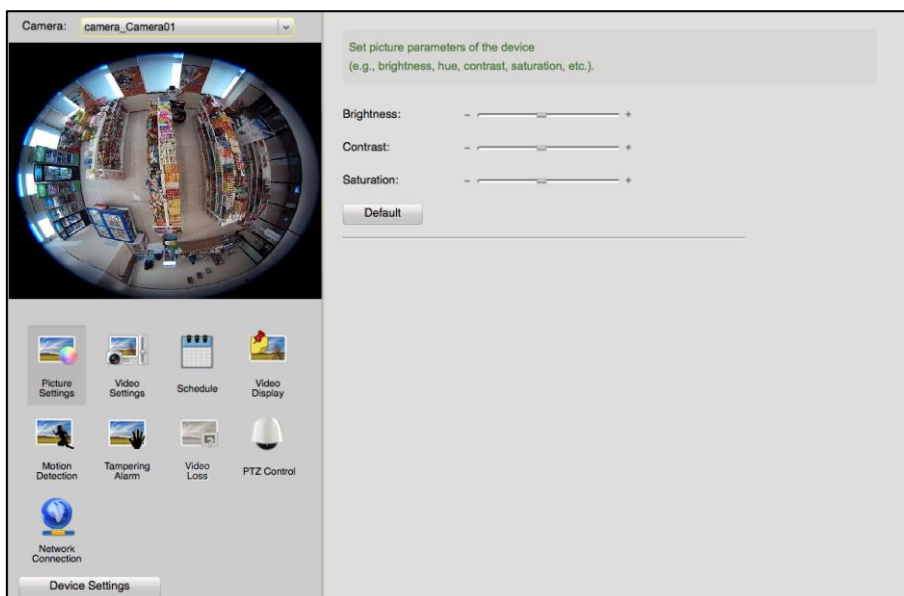 Camera: camera_Camera01
Set picture parameters of the device
(e.g., brightness, hue, contrast, saturation, etc.).
Brightness: - +
Contrast: - +
Saturation: - +
Default
Picture
Settings
Video
Settings
Schedule
Video
Display
Motion
Detection
Tampering
Alarm
Video
Loss
PTZ Control
Network
Connection
Device Settings